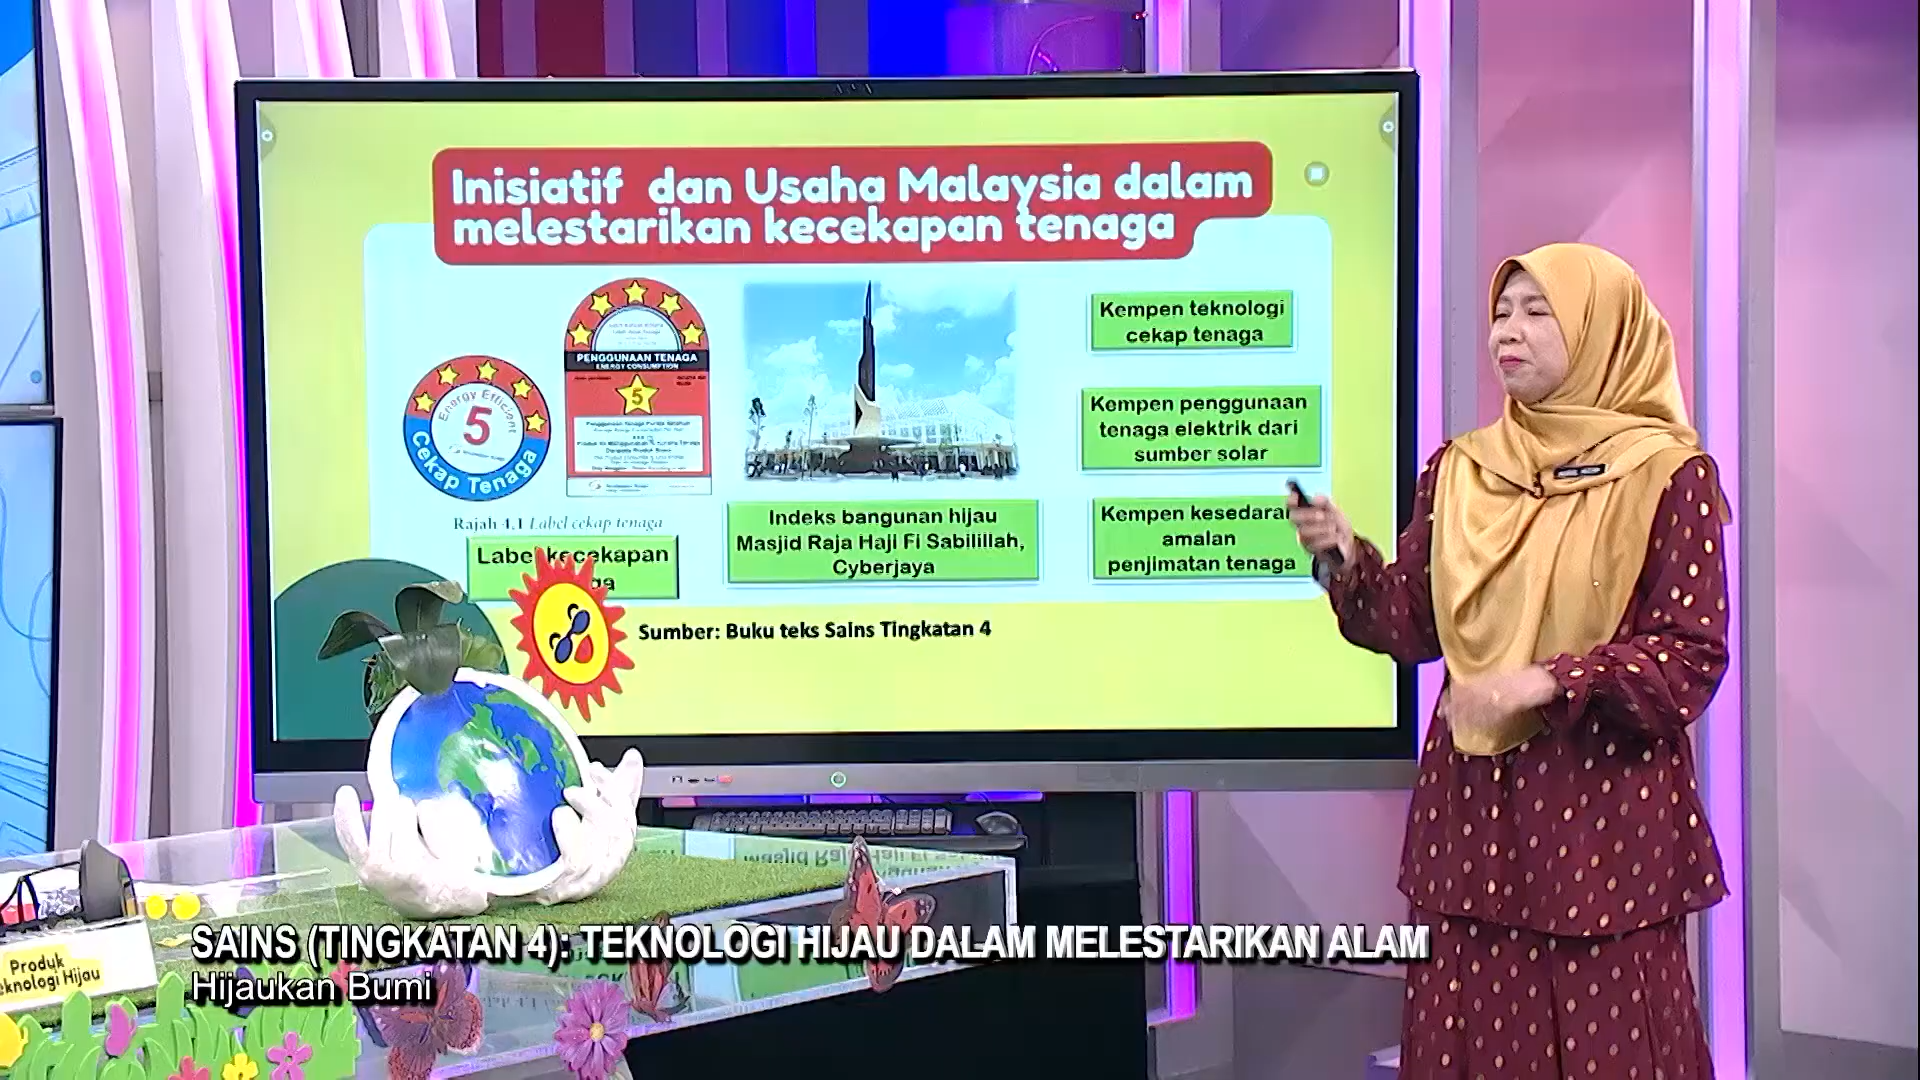 Inisiatif dan Usaha Malaysia dalam
melestarikan kecekapan tenaga
PENGGUNAAN TENAGA
ENERGY CONSUMPTION
5
Energy Efficient
5
Cekap Tenaga
Rajah 4.1 Label cekap tenaga
Label kecekapan
Indeks bangunan hijau
Masjid Raja Haji Fi Sabilillah,
Cyberjaya
Kempen teknologi
cekap tenaga
Kempen penggunaan
tenaga elektrik dari
sumber solar
Kempen kesedaran
amalan
penjimatan tenaga
Sumber: Buku teks Sains Tingkatan 4
Produk
Hijau
SAINS (TINGKATAN 4): TEKNOLOGI HIJAU DALAM MELESTARIKAN ALAM
Hijaukan Bumi